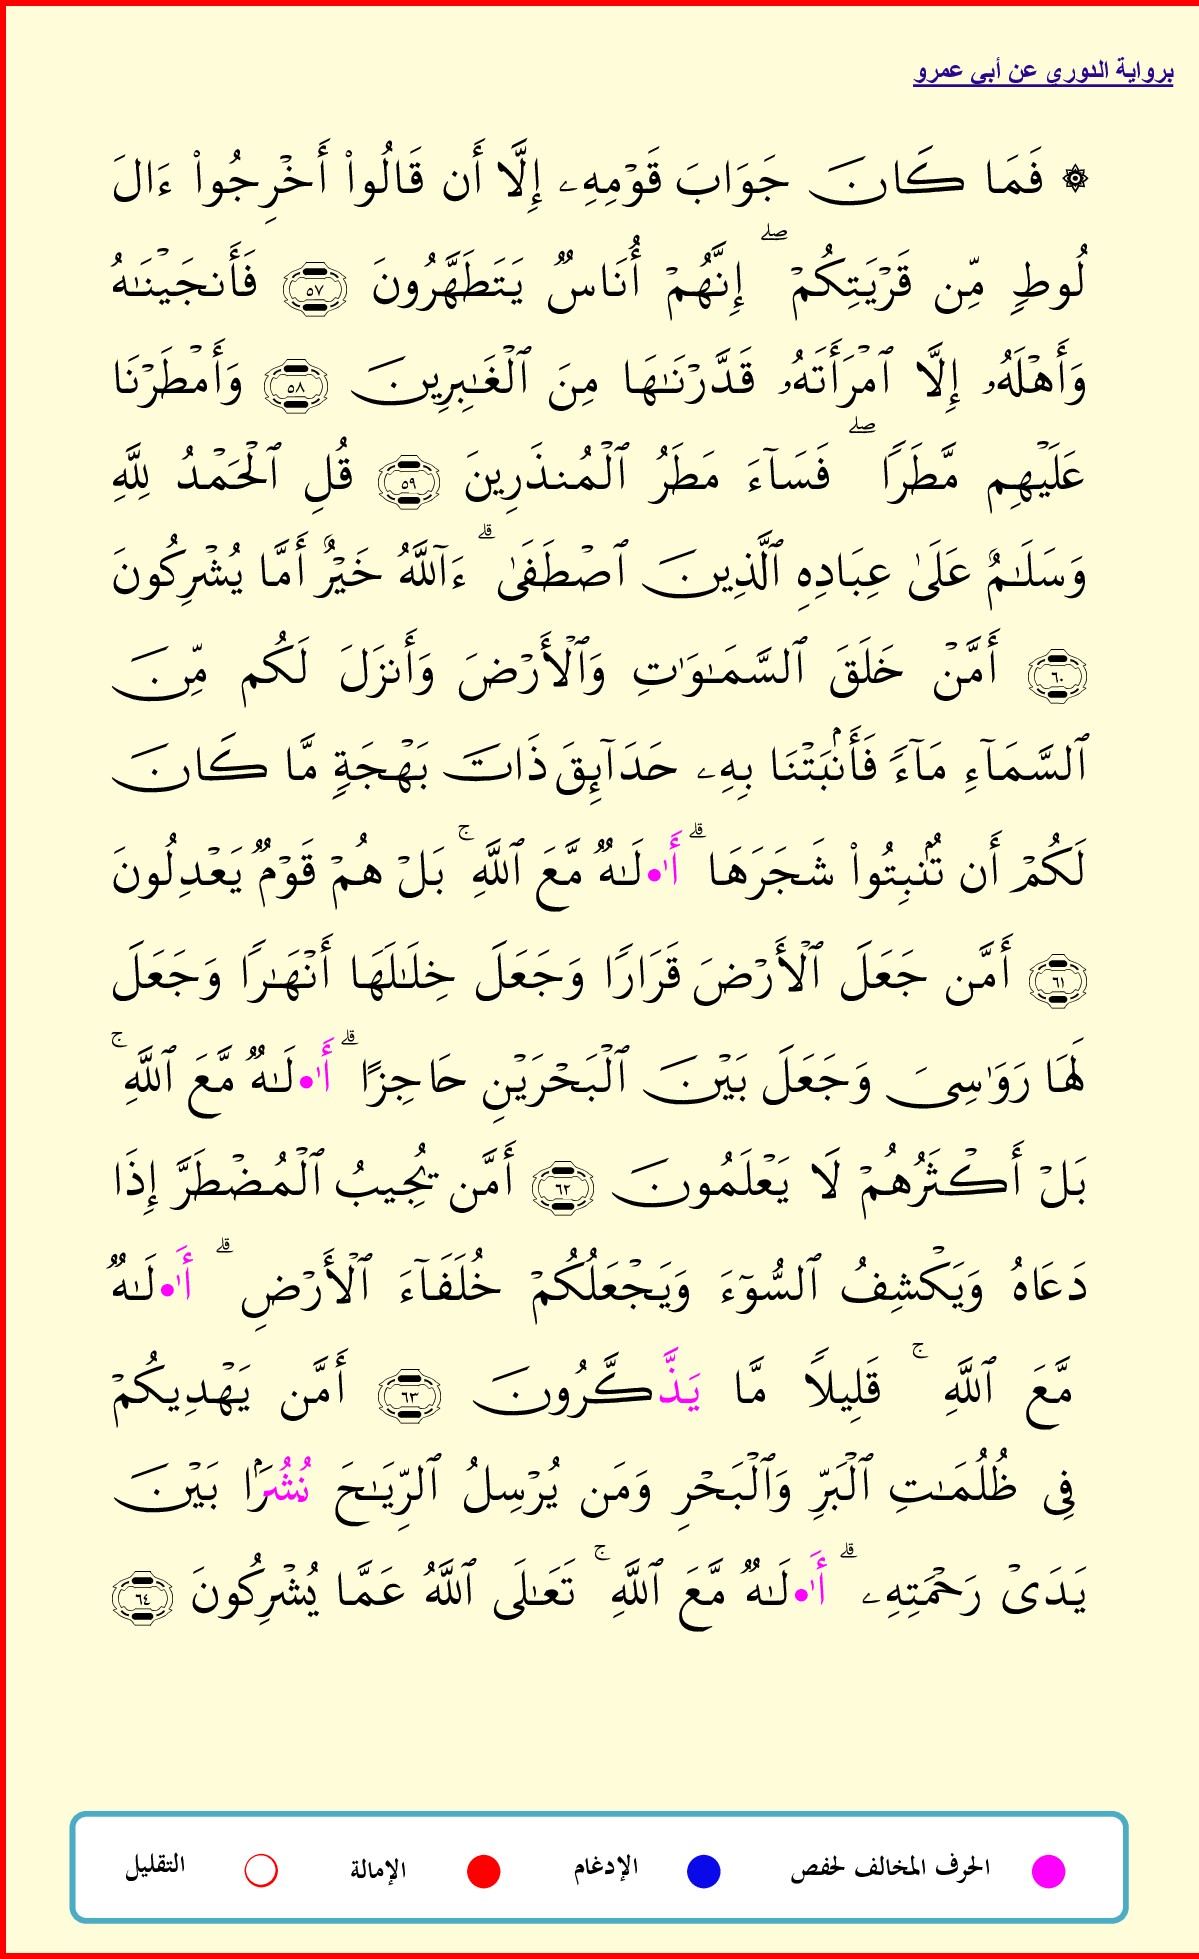 برواية الدوري عن أبي عمرو
۞ فَمَا كَانَ جَوَابَ قَوْمِهِۦ إِلَّا أَن قَالُوا۟ أَخْرِجُوا۟ ءَالَ
لُوطٍ مِّن قَرْيَتِكُمْ ۖ إِنَّهُمْ أُنَاسٌ يَتَطَهَّرُونَ ٥٧ فَأَنجَيْنَـٰهُ
وَأَهْلَهُۥ إِلَّا ٱمْرَأَتَهُۥ قَدَّرْنَـٰهَا مِنَ ٱلْغَـٰبِرِينَ ٥٨ وَأَمْطَرْنَا
عَلَيْهِم مَّطَرًا ۖ فَسَآءَ مَطَرُ ٱلْمُنذَرِينَ ٥٩ قُلِ ٱلْحَمْدُ لِلَّهِ
وَسَلَـٰمٌ عَلَىٰ عِبَادِهِ ٱلَّذِينَ ٱصْطَفَىٰ ۗ ءَآللَّهُ خَيْرٌ أَمَّا يُشْرِكُونَ
٦٠ أَمَّنْ خَلَقَ ٱلسَّمَـٰوَٰتِ وَٱلْأَرْضَ وَأَنزَلَ لَكُم مِّنَ
ٱلسَّمَآءِ مَآءً فَأَنۢبَتْنَا بِهِۦ حَدَآئِقَ ذَاتَ بَهْجَةٍ مَّا كَانَ
لَكُمْ أَن تُنۢبِتُوا۟ شَجَرَهَا ۗ أَا۬لَـٰهٌ مَّعَ ٱللَّهِ ۚ بَلْ هُمْ قَوْمٌ يَعْدِلُونَ
٦١ أَمَّن جَعَلَ ٱلْأَرْضَ قَرَارًا وَجَعَلَ خِلَـٰلَهَا أَنْهَـٰرًا وَجَعَلَ
لَهَا رَوَٰسِىَ وَجَعَلَ بَيْنَ ٱلْبَحْرَيْنِ حَاجِزًا ۗ أَا۬لَـٰهٌ مَّعَ ٱللَّهِ ۚ
بَلْ أَكْثَرُهُمْ لَا يَعْلَمُونَ ٦٢ أَمَّن يُجِيبُ ٱلْمُضْطَرَّ إِذَا
دَعَاهُ وَيَكْشِفُ ٱلسُّوٓءَ وَيَجْعَلُكُمْ خُلَفَآءَ ٱلْأَرْضِ ۗ أَا۬لَـٰهٌ
مَّعَ ٱللَّهِ ۚ قَلِيلًا مَّا يَذَّكَّرُونَ ٦٣ أَمَّن يَهْدِيكُمْ
فِى ظُلُمَـٰتِ ٱلْبَرِّ وَٱلْبَحْرِ وَمَن يُرْسِلُ ٱلرِّيَـٰحَ نُشُرَۢا بَيْنَ
يَدَىْ رَحْمَتِهِۦ ۗ أَا۬لَـٰهٌ مَّعَ ٱللَّهِ ۚ تَعَـٰلَى ٱللَّهُ عَمَّا يُشْرِكُونَ ٦٤
الحرف المخالف لحفص الإدغام الإمالة التقليل